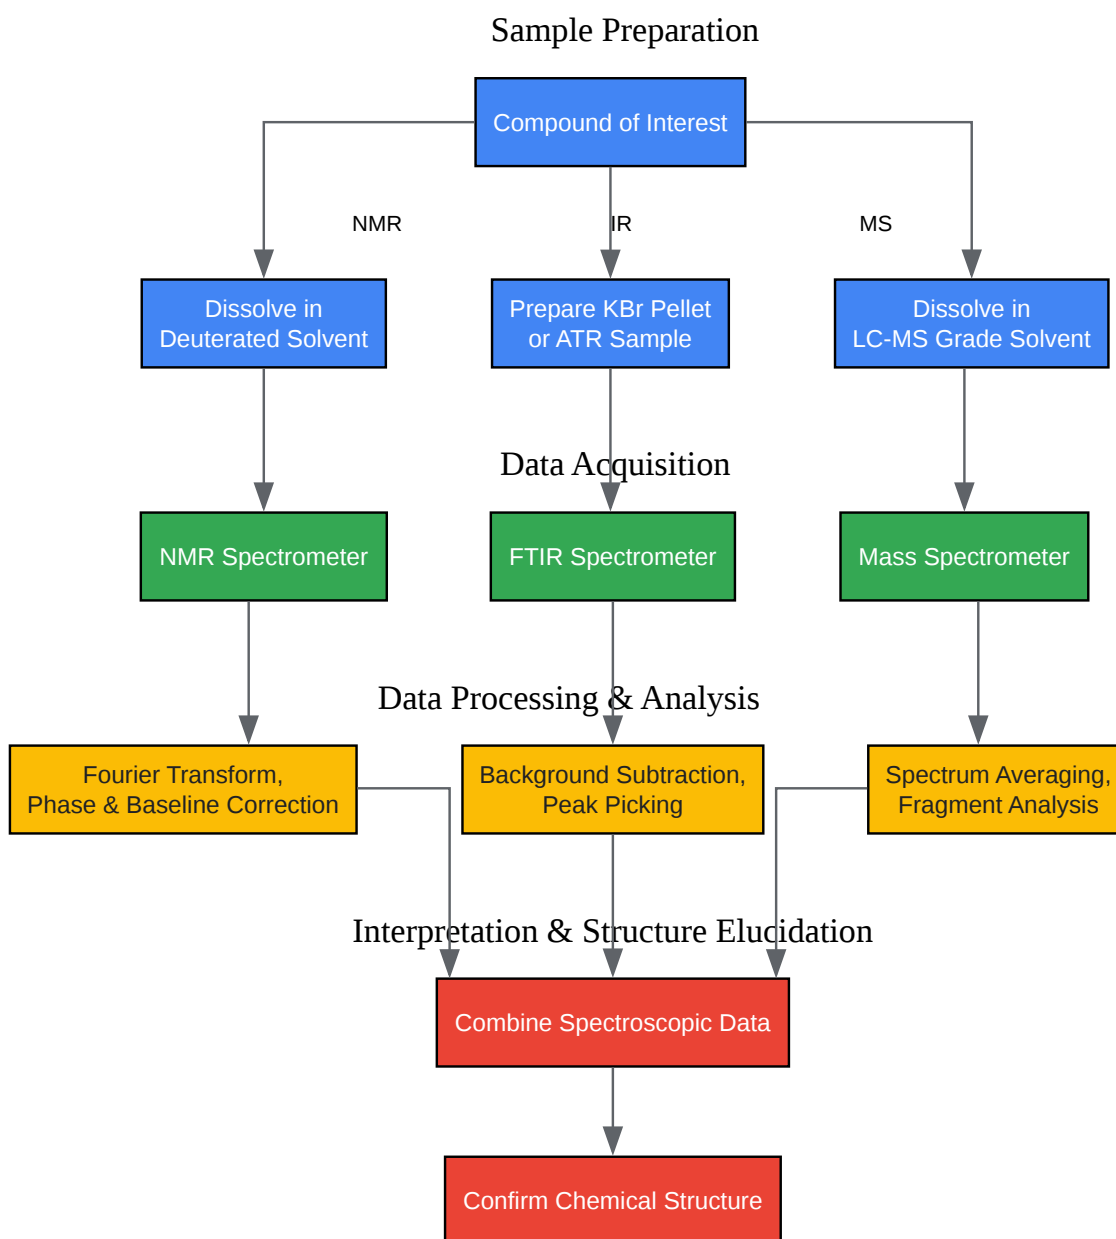 Sample Preparation
Compound of Interest
NMR
IR
MS
Dissolve in
Deuterated Solvent
Prepare KBr Pellet
or ATR Sample
Dissolve in
LC-MS Grade Solvent
Data Acquisition
NMR Spectrometer
FTIR Spectrometer
Mass Spectrometer
Data Processing & Analysis
Fourier Transform,
Phase & Baseline Correction
Background Subtraction,
Peak Picking
Spectrum Averaging,
Fragment Analysis
Interpretation & Structure Elucidation
Combine Spectroscopic Data
Confirm Chemical Structure